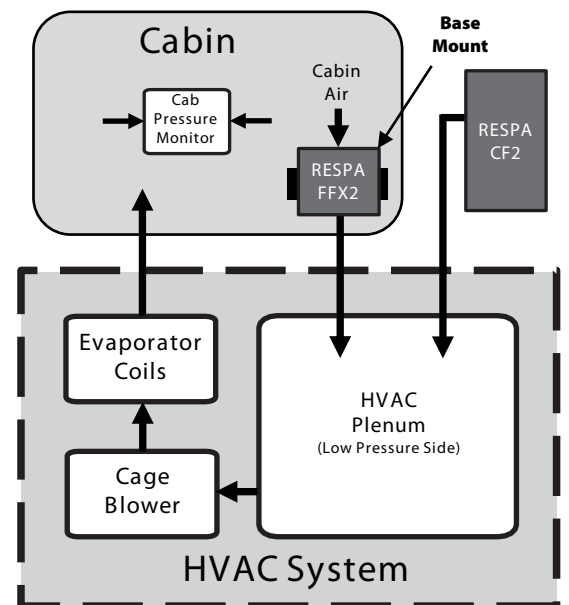 Cabin
Base
Mount
Cab
Pressure
Monitor
Cabin
Air
RESPA
FFX2
RESPA
CF2
Evaporator
Coils
HVAC
Plenum
(Low Pressure Side)
Cage
Blower
HVAC System